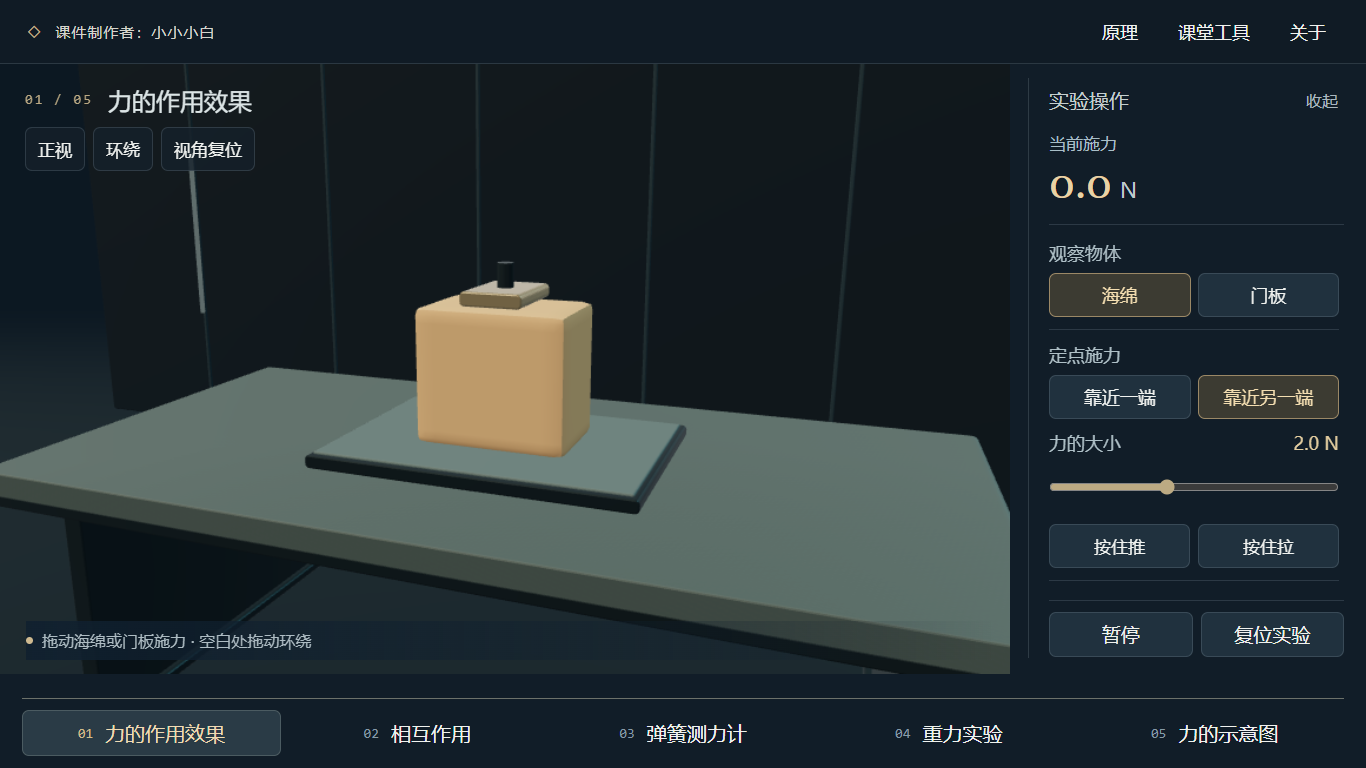 课件制作者：小小小白
原理 课堂工具 关于
01 / 05 力的作用效果
正视 环绕 视角复位
拖动海绵或门板施力 · 空白处拖动环绕
实验操作 收起
当前施力
0.0 N
观察物体
海绵 门板
定点施力
靠近一端 靠近另一端
力的大小 2.0 N
按住推 按住拉
暂停 复位实验
01 力的作用效果 02 相互作用 03 弹簧测力计 04 重力实验 05 力的示意图